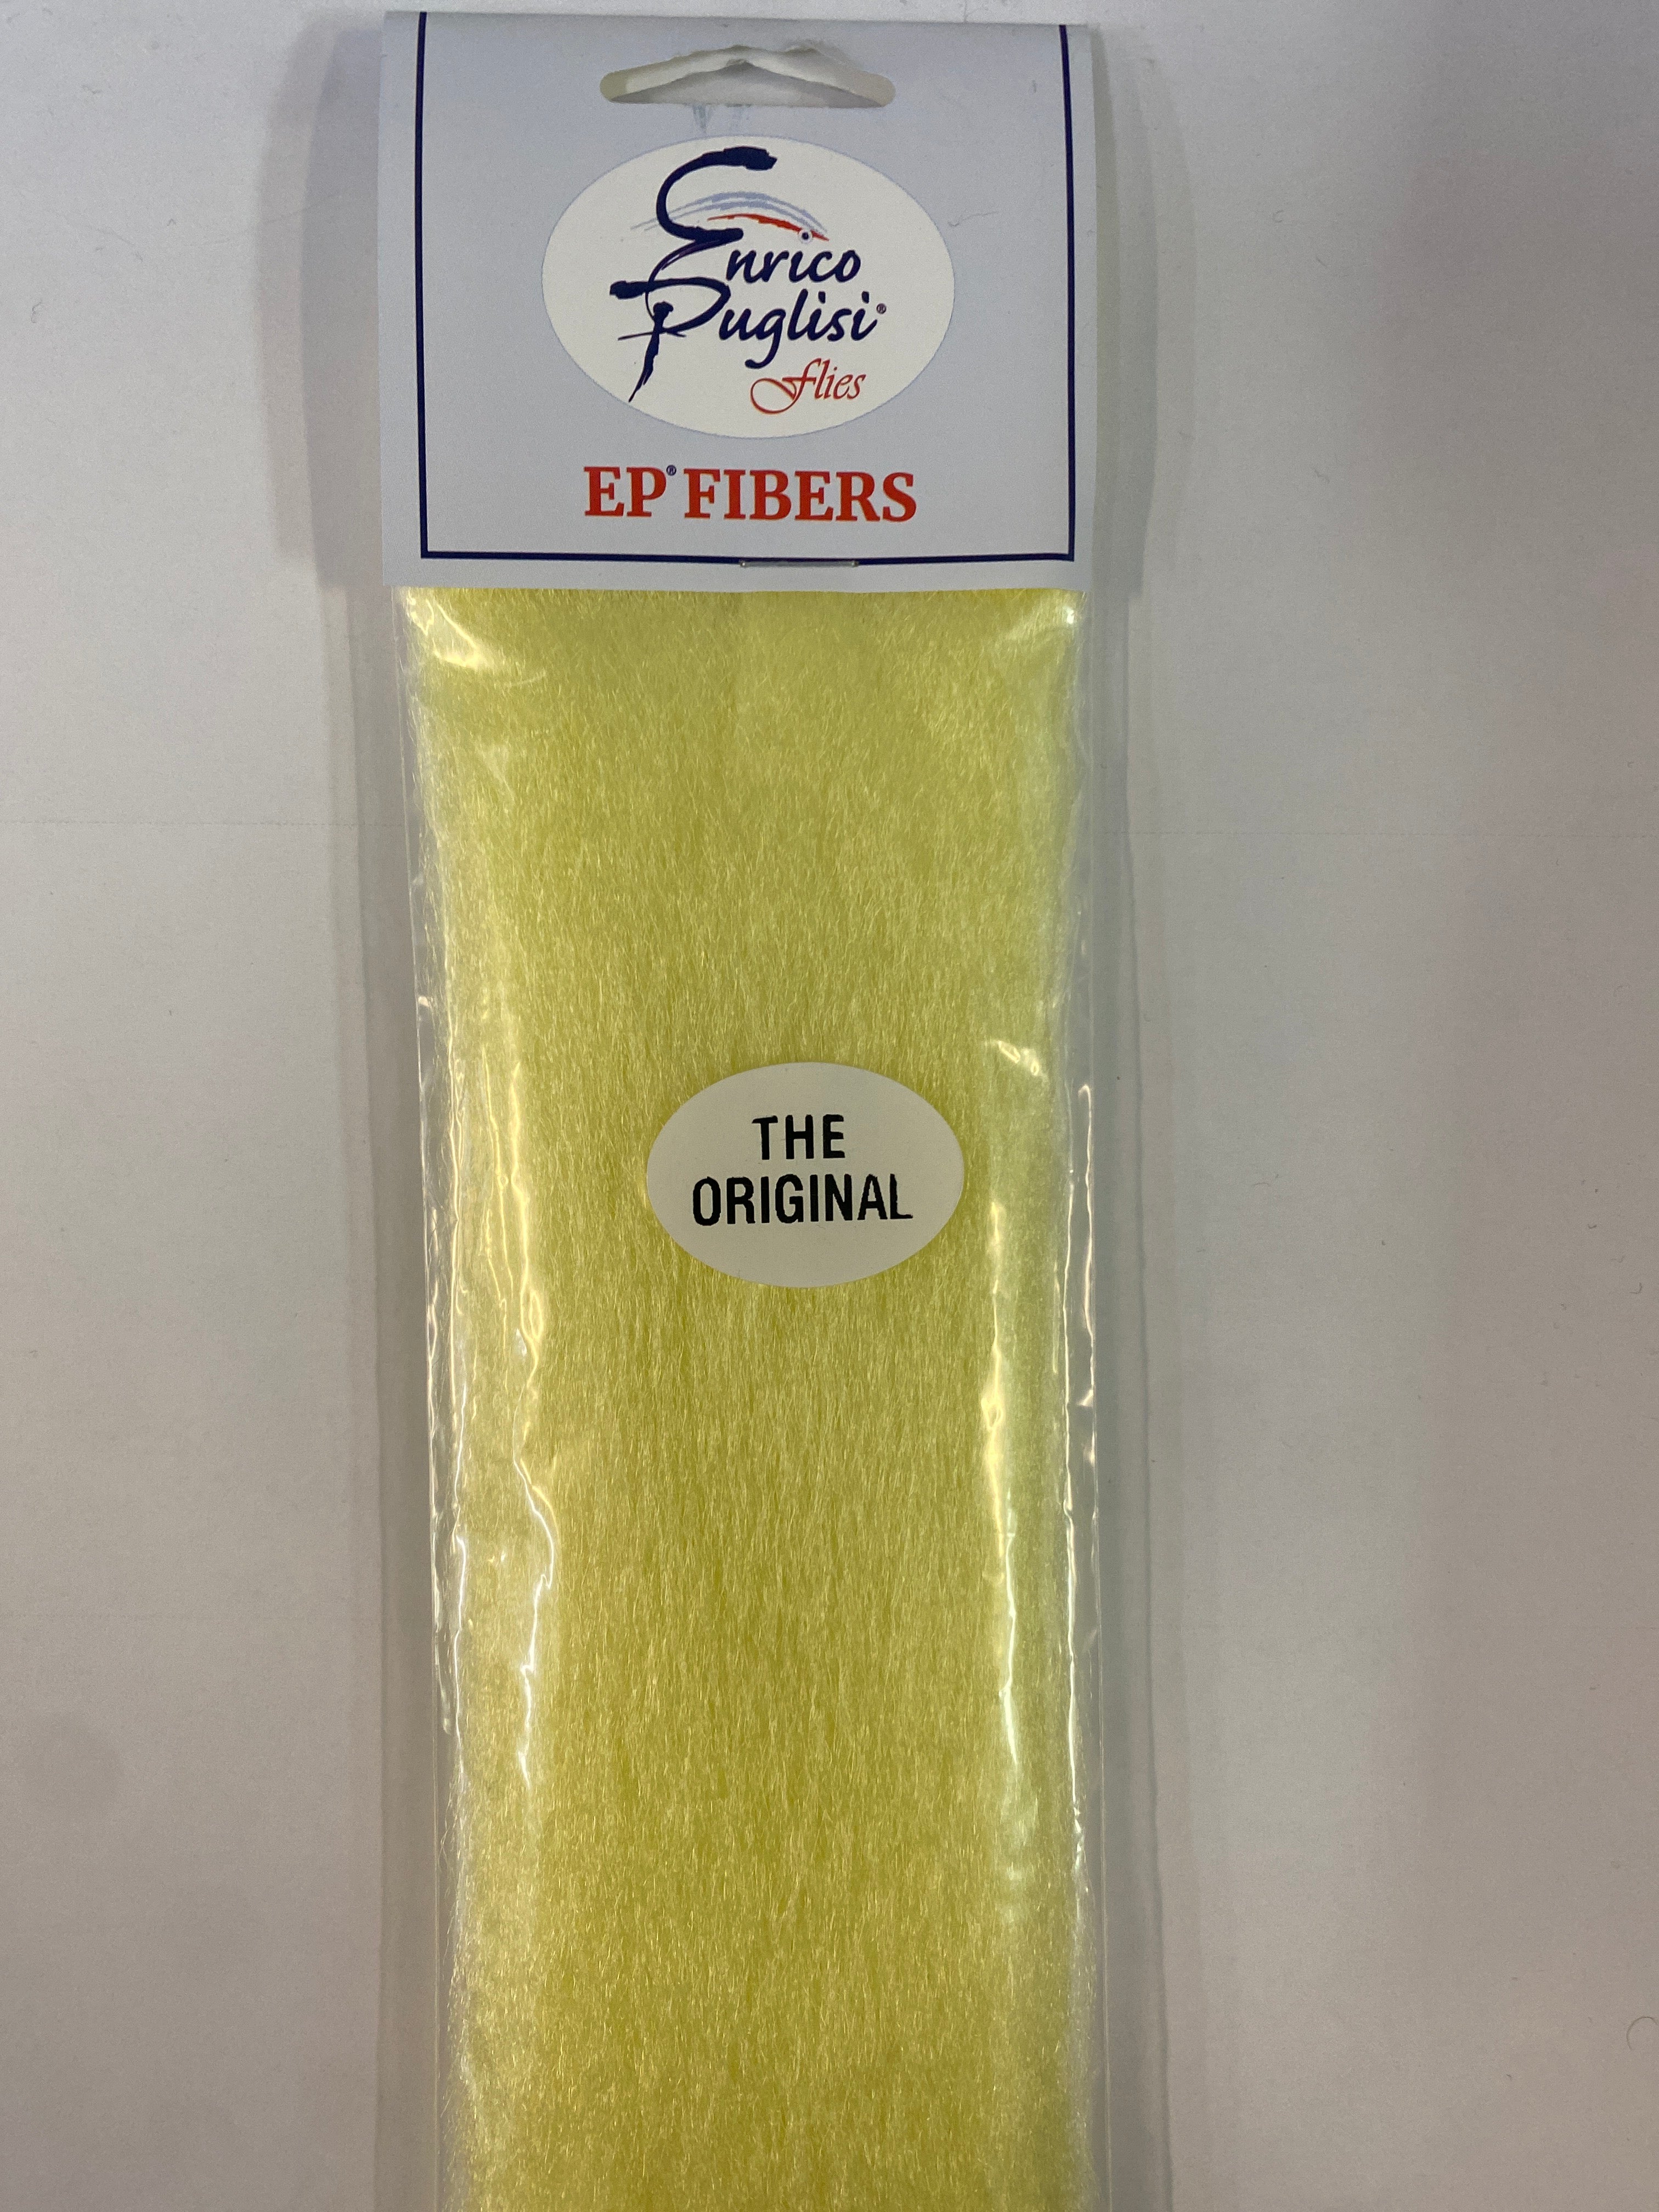 Enrico
Puglisi®
flies
EP® FIBERS
THE
ORIGINAL